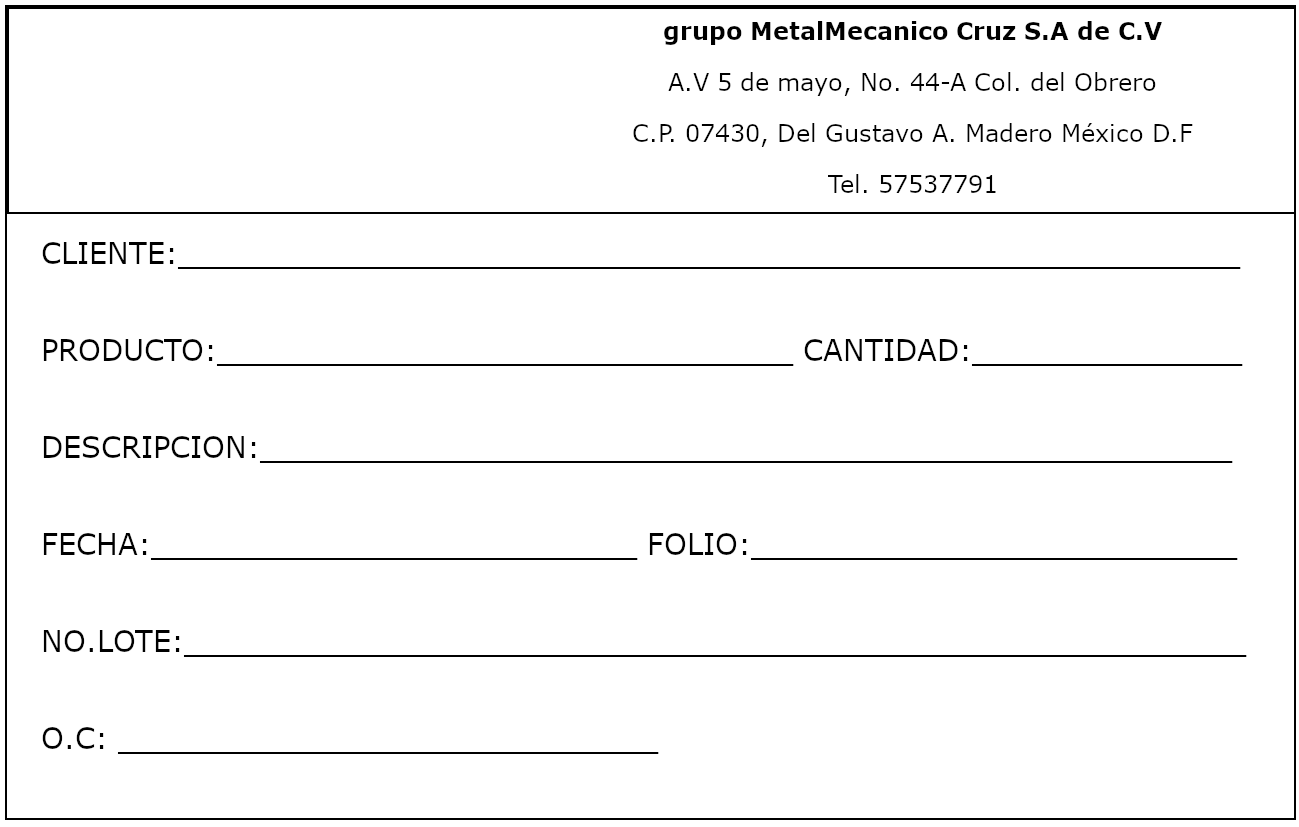 grupo MetalMecanico Cruz S.A de C.V
A.V 5 de mayo, No. 44-A Col. del Obrero
C.P. 07430, Del Gustavo A. Madero México D.F
Tel. 57537791
CLIENTE:
PRODUCTO: CANTIDAD:
DESCRIPCION:
FECHA: FOLIO:
NO.LOTE:
O.C: